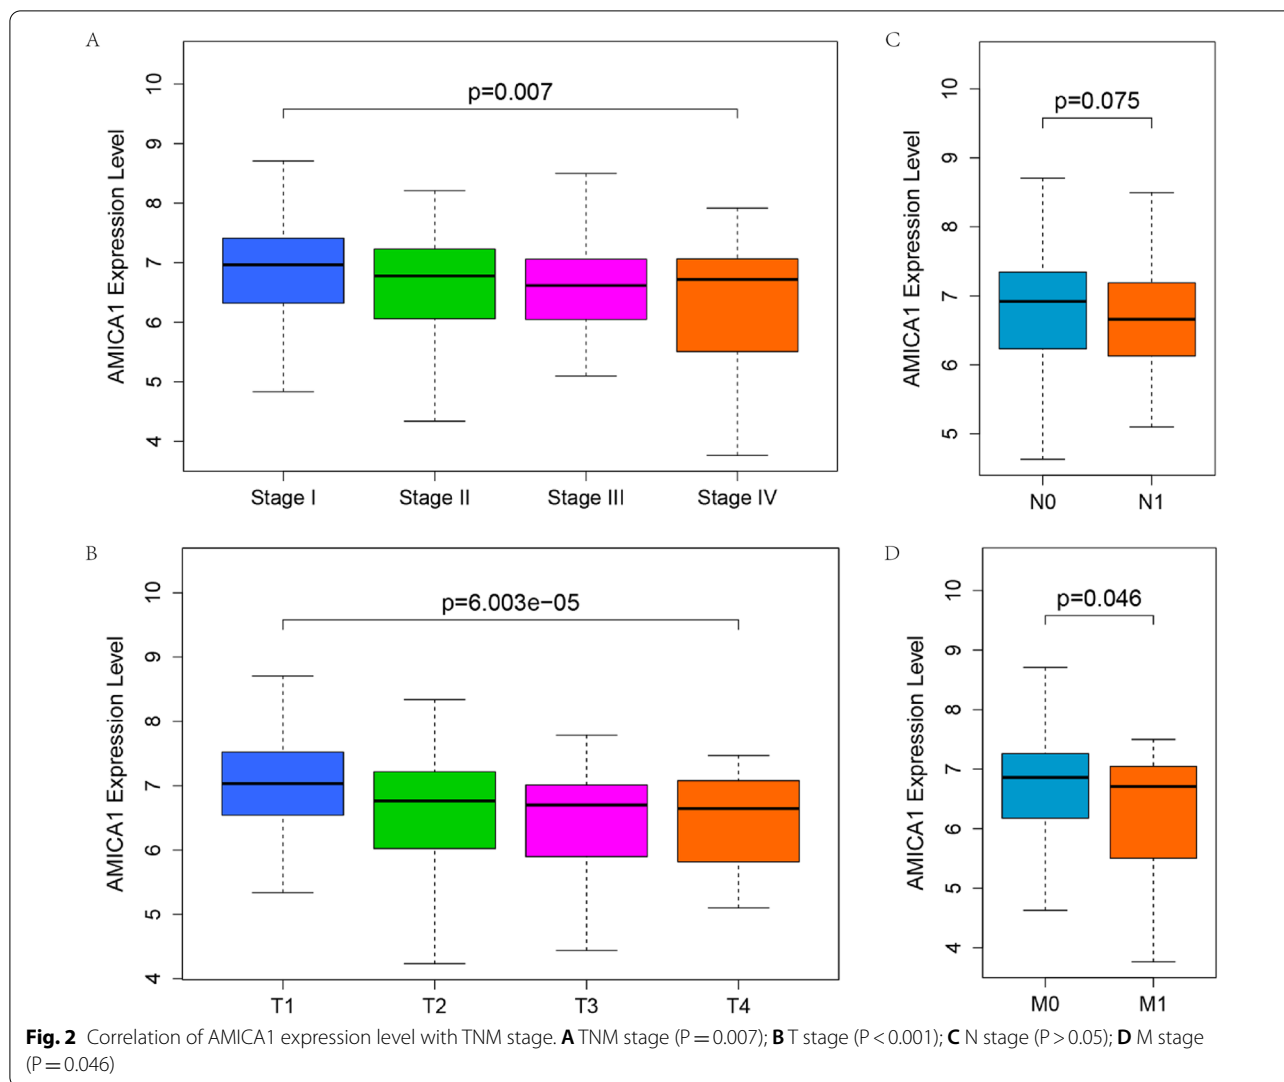 A
AMICA1 Expression Level
10
9
8
7
6
5
4
p=0.007
Stage I Stage II Stage III Stage IV
C
AMICA1 Expression Level
10
9
8
7
6
5
p=0.075
N0 N1
B
AMICA1 Expression Level
10
9
8
7
6
5
4
p=6.003e−05
T1 T2 T3 T4
D
AMICA1 Expression Level
10
9
8
7
6
5
4
p=0.046
M0 M1
Fig. 2 Correlation of AMICA1 expression level with TNM stage. A TNM stage (P = 0.007); B T stage (P < 0.001); C N stage (P > 0.05); D M stage
(P = 0.046)